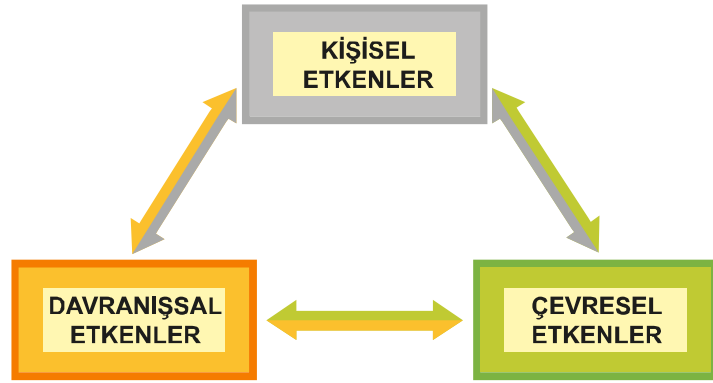 KİŞİSEL
ETKENLER
DAVRANIŞSAL
ETKENLER
ÇEVRESEL
ETKENLER